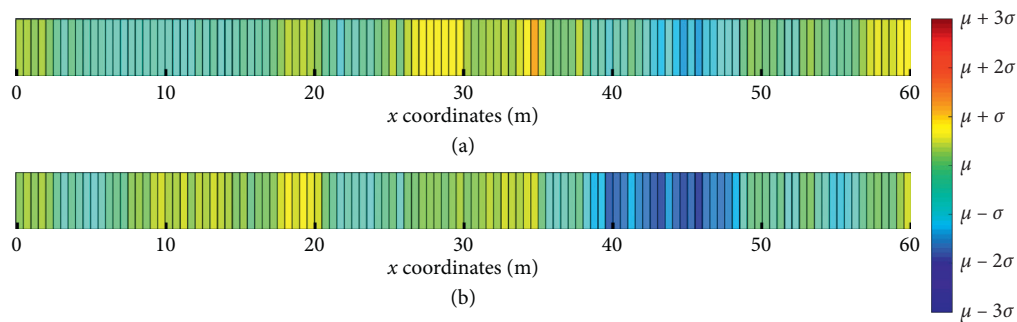 0 10 20 30 40 50 60
x coordinates (m)
(a)
0 10 20 30 40 50 60
x coordinates (m)
(b)
μ + 3σ
μ + 2σ
μ + σ
μ
μ – σ
μ – 2σ
μ – 3σ